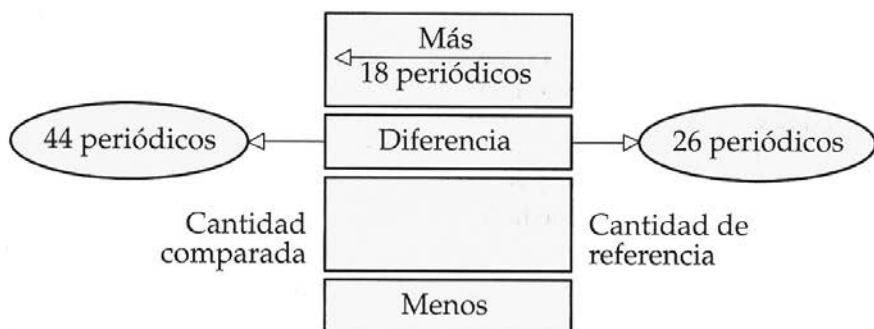 Más
18 periódicos
44 periódicos
Diferencia
26 periódicos
Cantidad
comparada
Cantidad de
referencia
Menos